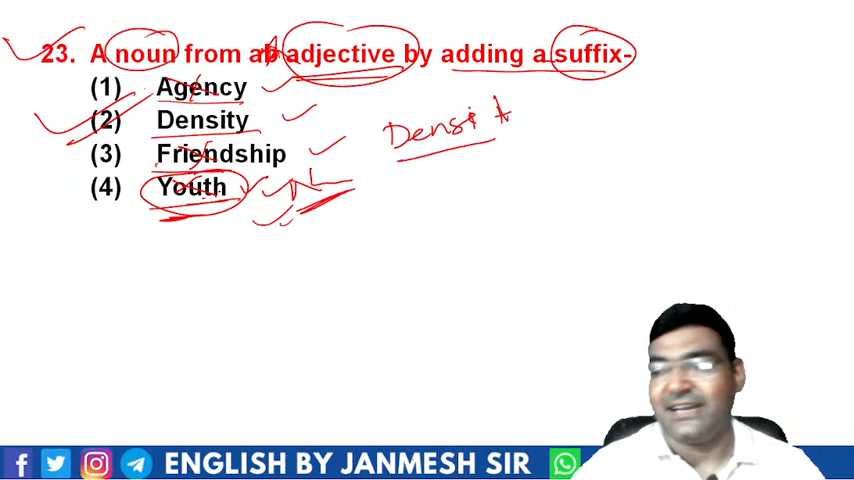 23. A noun from ab adjective by adding a suffix-
(1) Agency
(2) Density
(3) Friendship
(4) Youth
Densit
ENGLISH BY JANMESH SIR